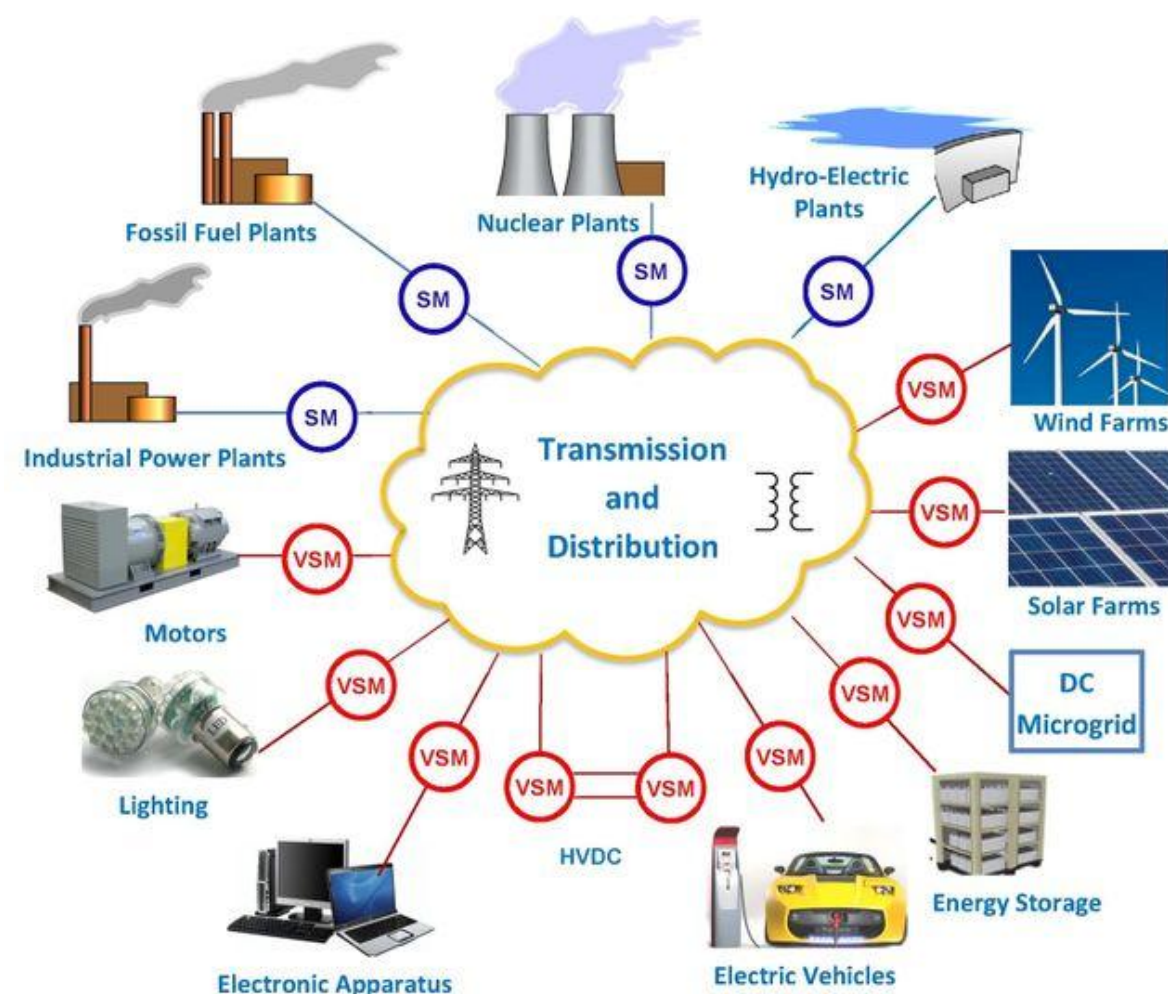 Fossil Fuel Plants
Nuclear Plants
Hydro-Electric
Plants
SM
SM
SM
Industrial Power Plants
SM
VSM
Wind Farms
Transmission
and
Distribution
VSM
Solar Farms
Motors
VSM
VSM
DC
Microgrid
Lighting
LED
VSM
VSM
VSM
VSM
VSM
HVDC
VSM
Electronic Apparatus
Electric Vehicles
Energy Storage